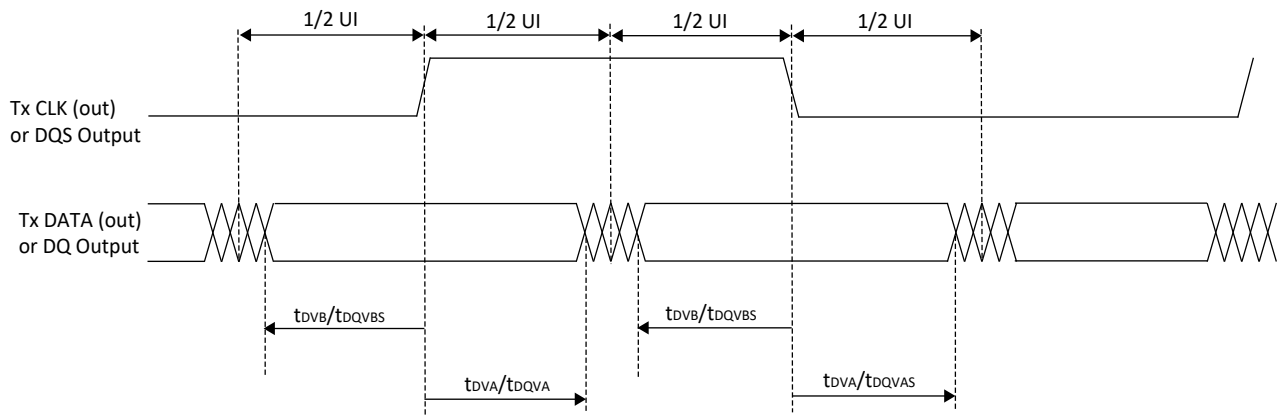 1/2 UI
1/2 UI
1/2 UI
1/2 UI
Tx CLK (out)
or DQS Output
Tx DATA (out)
or DQ Output
tDVB/tDQVBS
tDVB/tDQVBS
tDVA/tDQVA
tDVA/tDQVAS